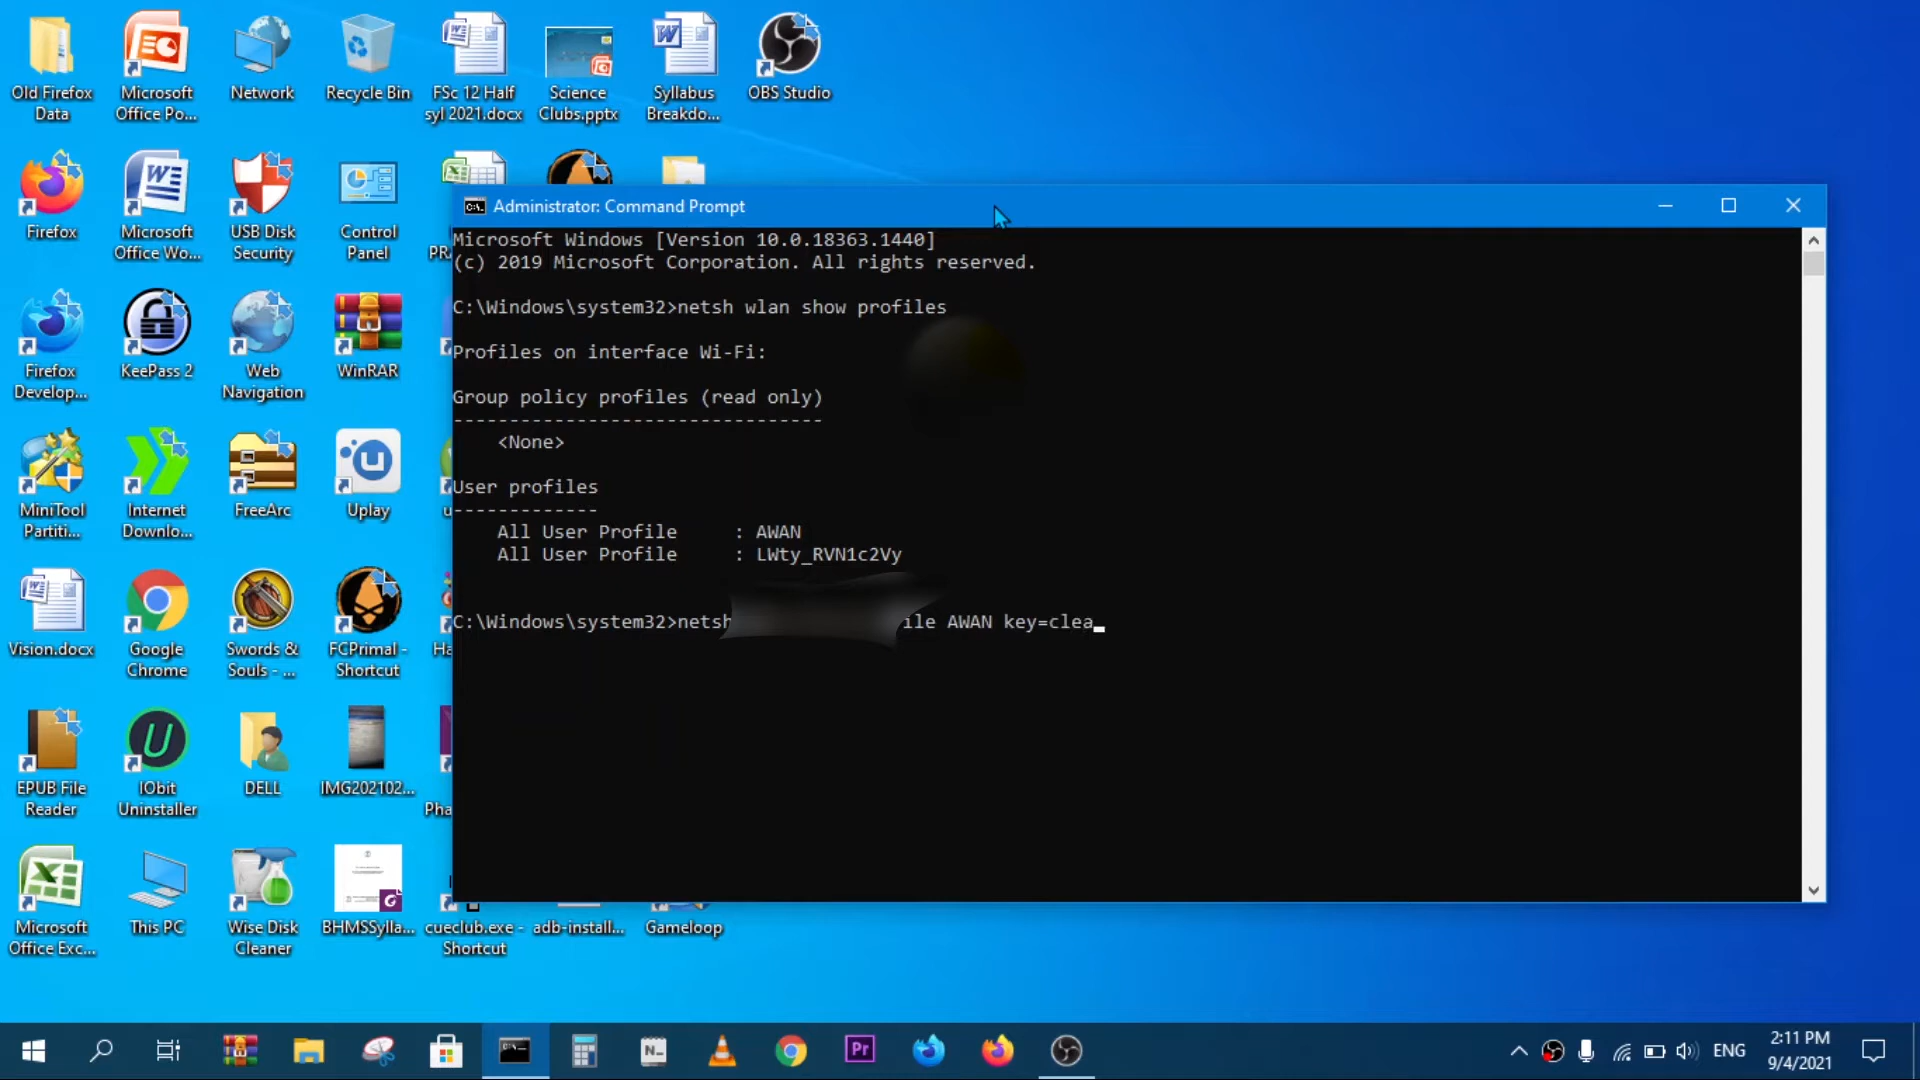 Old Firefox
Data
Microsoft
Office Po...
Network
Recycle Bin
FSc 12 Half
syl 2021.docx
Science
Clubs.pptx
Syllabus
Breakdo...
OBS Studio
Firefox
Microsoft
Office Wo...
USB Disk
Security
Control
Panel
Firefox
Develop...
KeePass 2
Web
Navigation
WinRAR
MiniTool
Partiti...
Internet
Downlo...
FreeArc
Uplay
Vision.docx
Google
Chrome
Swords &
Souls - ...
FCPrimal -
Shortcut
EPUB File
Reader
IObit
Uninstaller
DELL
IMG202102...
Microsoft
Office Exc...
This PC
Wise Disk
Cleaner
BHMSSylla...
cueclub.exe -
Shortcut
adb-install...
Gameloop
Administrator: Command Prompt
Microsoft Windows [Version 10.0.18363.1440]
(c) 2019 Microsoft Corporation. All rights reserved.
C:\Windows\system32>netsh wlan show profiles
Profiles on interface Wi-Fi:
Group policy profiles (read only)
---------------------------------
<None>
User profiles
-------------
All User Profile     : AWAN
All User Profile     : LWty_RVN1c2Vy
C:\Windows\system32>netsh ile AWAN key=clea_
ENG
2:11 PM
9/4/2021